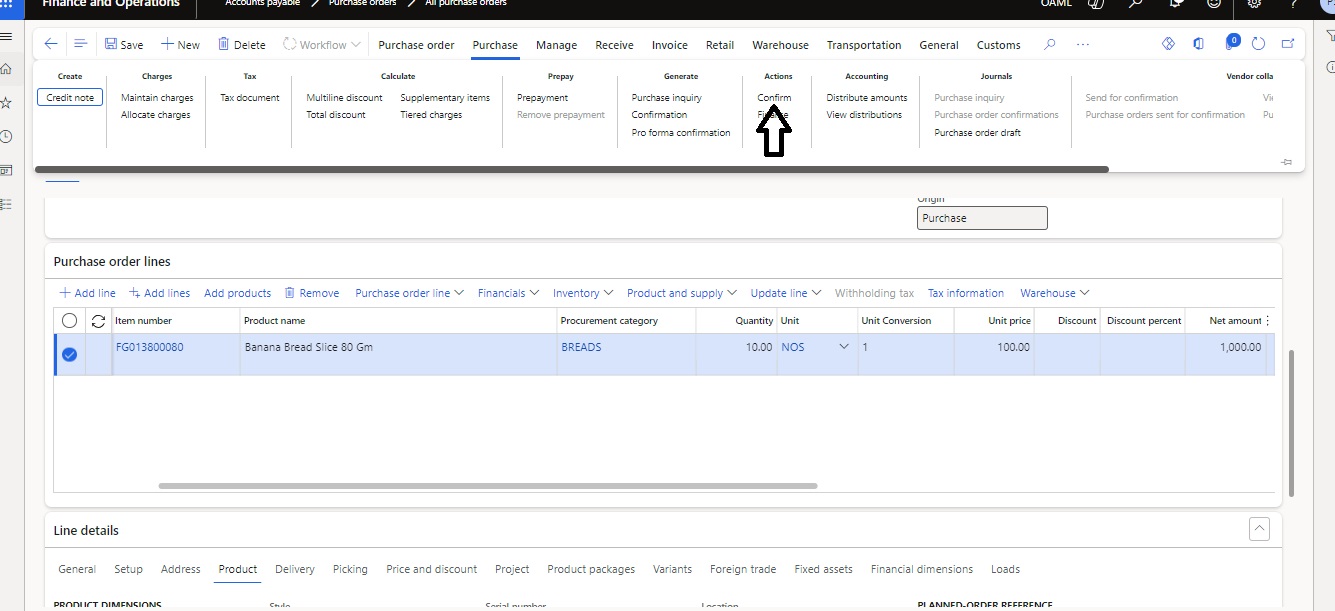 Finance and Operations
Accounts payable
Purchase orders
All purchase orders
OAML
Save
New
Delete
Workflow
Purchase order
Purchase
Manage
Receive
Invoice
Retail
Warehouse
Transportation
General
Customs
0
Create
Charges
Tax
Calculate
Prepay
Generate
Actions
Accounting
Journals
Vendor colla
Credit note
Maintain charges
Tax document
Multiline discount
Supplementary items
Prepayment
Purchase inquiry
Confirm
Distribute amounts
Purchase inquiry
Send for confirmation
Allocate charges
Total discount
Tiered charges
Remove prepayment
Confirmation
View distributions
Purchase order confirmations
Purchase orders sent for confirmation
Pu
Pro forma confirmation
Purchase order draft
Origin
Purchase
Purchase order lines
Add line
Add lines
Add products
Remove
Purchase order line
Financials
Inventory
Product and supply
Update line
Withholding tax
Tax information
Warehouse
Item number
Product name
Procurement category
Quantity
Unit
Unit Conversion
Unit price
Discount
Discount percent
Net amount
FG013800080
Banana Bread Slice 80 Gm
BREADS
10.00
NOS
1
100.00
1,000.00
Line details
General
Setup
Address
Product
Delivery
Picking
Price and discount
Project
Product packages
Variants
Foreign trade
Fixed assets
Financial dimensions
Loads
PRODUCT DIMENSIONS
Style
Serial number
Location
PLANNED-ORDER REFERENCE